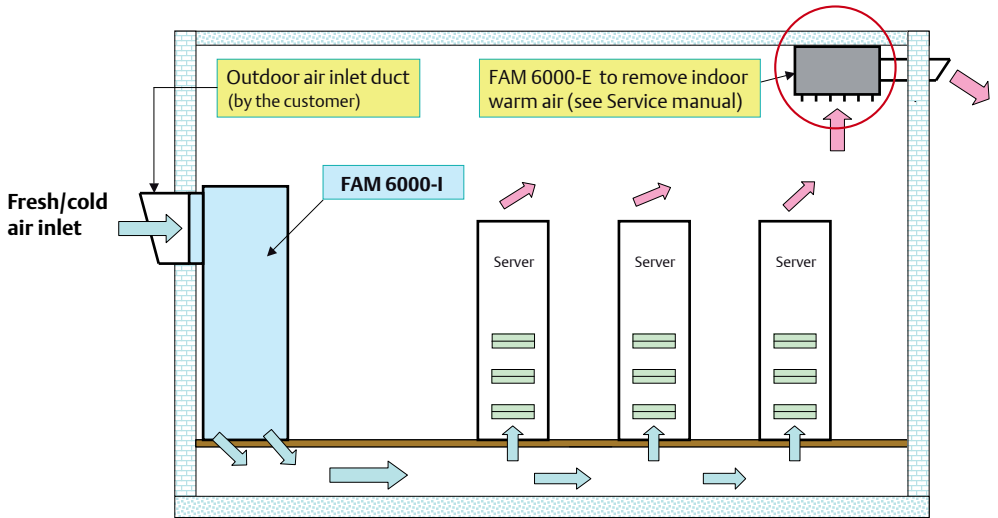 Outdoor air inlet duct
(by the customer)
FAM 6000-E to remove indoor
warm air (see Service manual)
FAM 6000-I
Fresh/cold
air inlet
Server
Server
Server